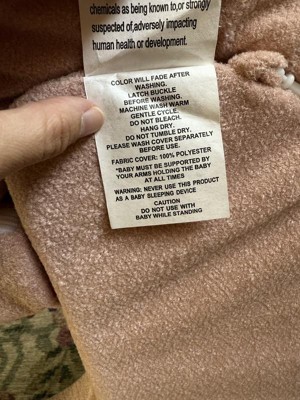 chemicals as being known to,or strongly
suspected of,adversely impacting
human health or development.
COLOR WILL FADE AFTER
WASHING.
LATCH BUCKLE
BEFORE WASHING.
MACHINE WASH WARM
GENTLE CYCLE.
DO NOT BLEACH.
HANG DRY.
DO NOT TUMBLE DRY.
PLEASE WASH COVER SEPARATELY
BEFORE USE.
FABRIC COVER: 100% POLYESTER
*BABY MUST BE SUPPORTED BY
YOUR ARMS HOLDING THE BABY
AT ALL TIMES
WARNING: NEVER USE THIS PRODUCT
AS A BABY SLEEPING DEVICE
CAUTION
DO NOT USE WITH
BABY WHILE STANDING